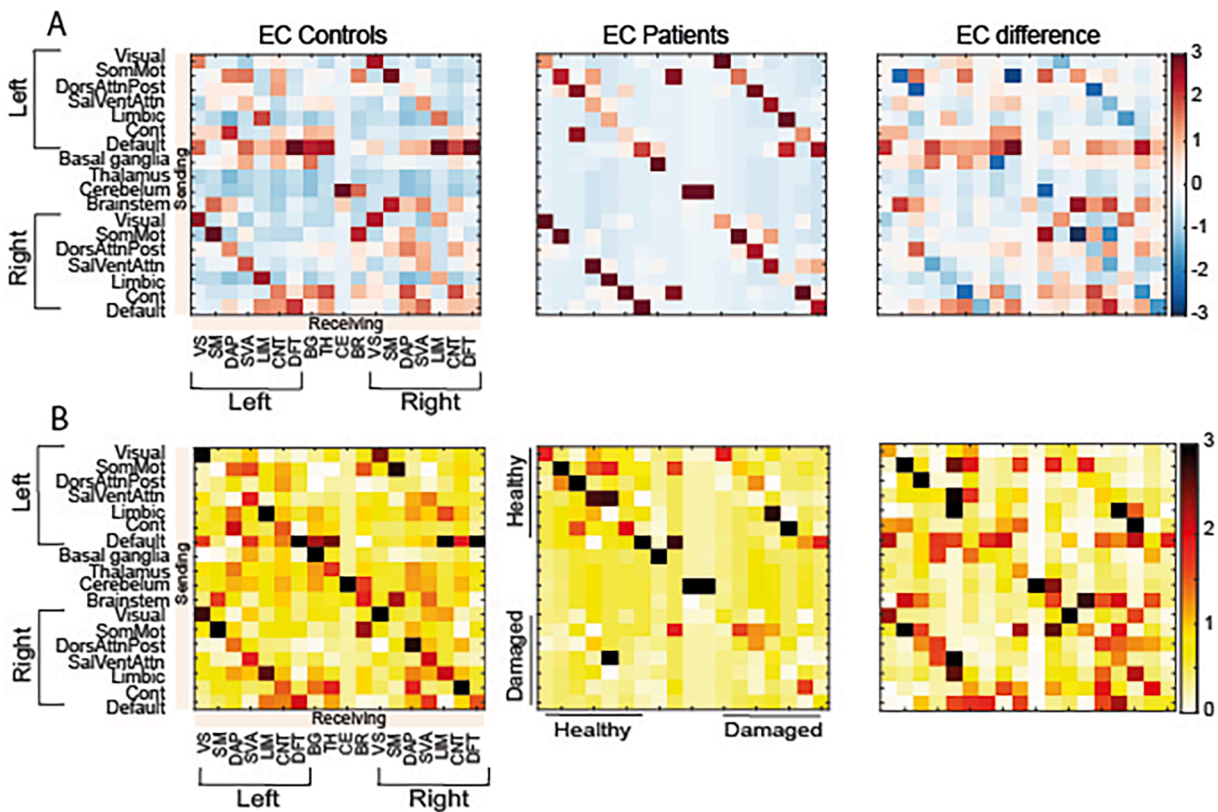 A
EC Controls
EC Patients
EC difference
Left
Visual
SomMot
DorsAttnPost
SalVentAttn
Limbic
Cont
Default
Basal ganglia
Thalamus
Cerebelum
Brainstem
Right
Visual
SomMot
DorsAttnPost
SalVentAttn
Limbic
Cont
Default
Sending
3
2
1
0
-1
-2
-3
Receiving
VS SM DAP SVA LIM CNT DFT BG TH CE BR VS SM DAP SVA LIM CNT DFT
Left Right
B
Left
Visual
SomMot
DorsAttnPost
SalVentAttn
Limbic
Cont
Default
Basal ganglia
Thalamus
Cerebelum
Brainstem
Right
Visual
SomMot
DorsAttnPost
SalVentAttn
Limbic
Cont
Default
Sending
Healthy
Damaged
3
2
1
0
Receiving
Healthy Damaged
VS SM DAP SVA LIM CNT DFT BG TH CE BR VS SM DAP SVA LIM CNT DFT
Left Right